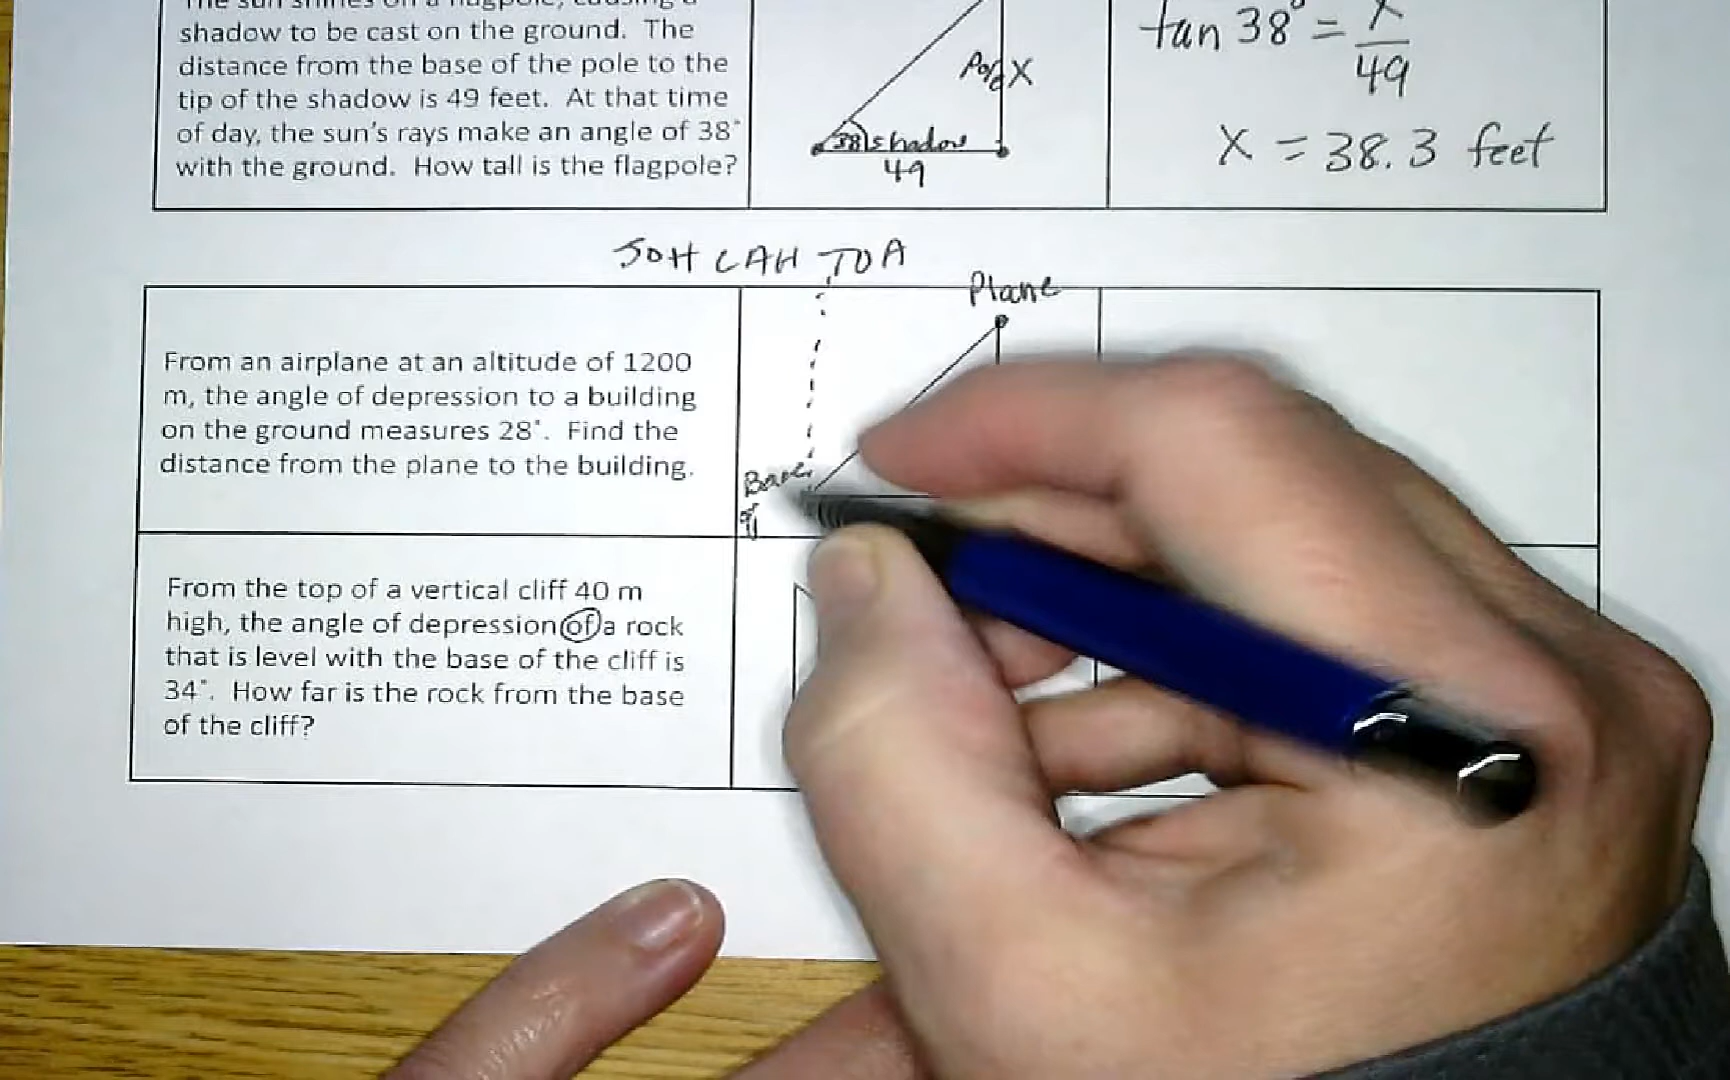 shadow to be cast on the ground. The
distance from the base of the pole to the
tip of the shadow is 49 feet. At that time
of day, the sun's rays make an angle of 38°
with the ground. How tall is the flagpole?
X
38 shadow
49
tan 38° = x
49
X = 38.3 feet
SOH CAH TOA
Plane
From an airplane at an altitude of 1200
m, the angle of depression to a building
on the ground measures 28°. Find the
distance from the plane to the building.
Base
of
From the top of a vertical cliff 40 m
high, the angle of depression of a rock
that is level with the base of the cliff is
34°. How far is the rock from the base
of the cliff?